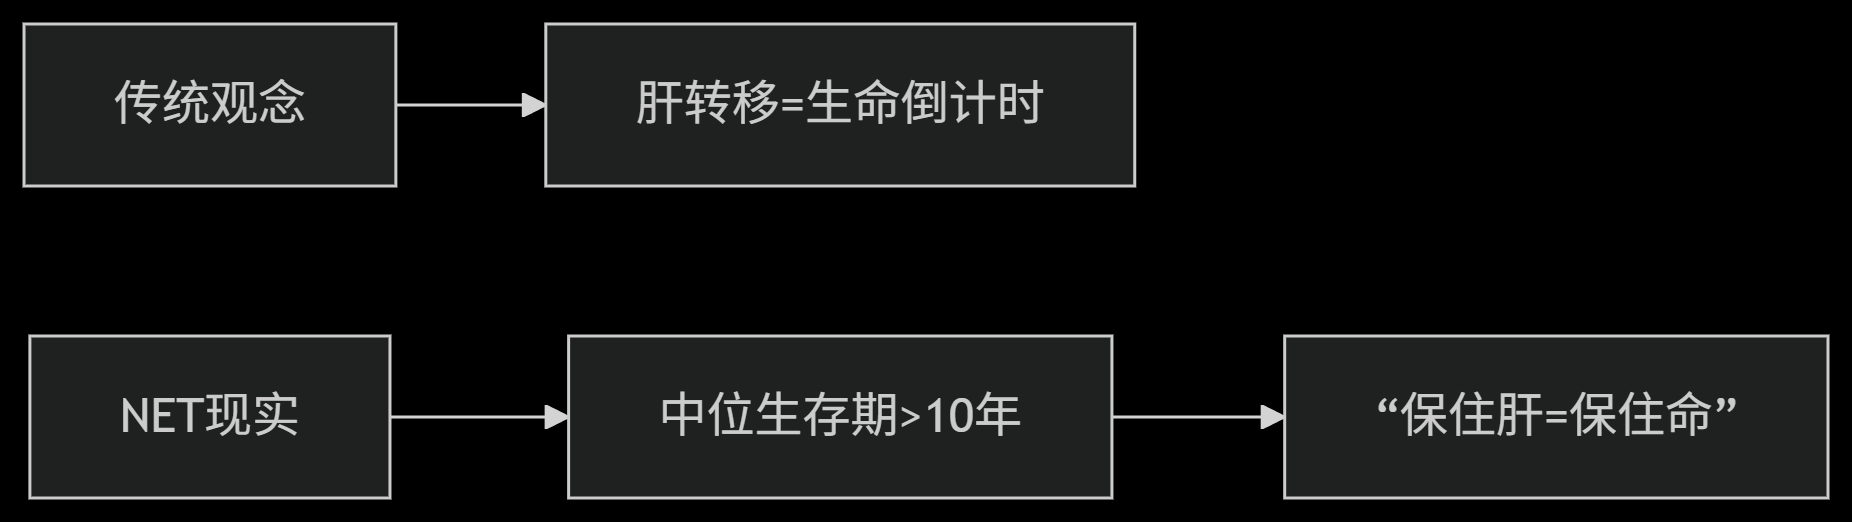 传统观念
肝转移=生命倒计时
NET现实
中位生存期>10年
“保住肝=保住命”